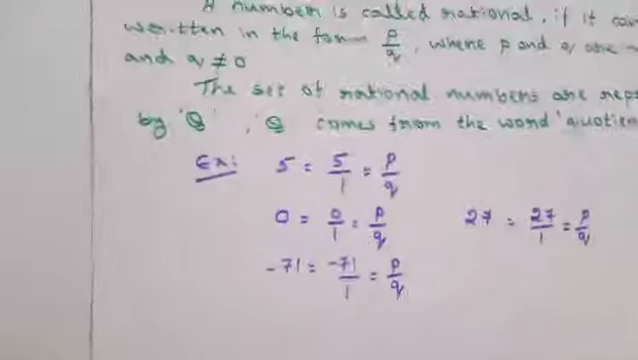 A number is called rational, if it can
written in the form p/q, where p and q are
and q ≠ 0
The set of rational numbers are rep
by 'Q', Q comes from the word 'quotien
Ex: 5 = 5/1 = p/q
0 = 0/1 = p/q 27 = 27/1 = p/q
-71 = -71/1 = p/q